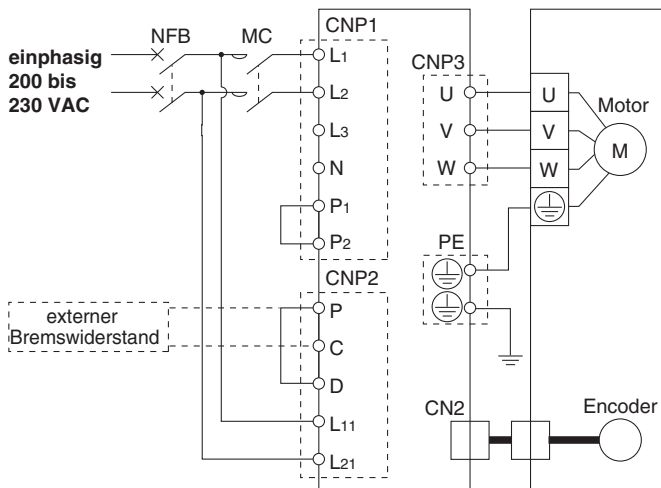 einphasig
200 bis
230 VAC
NFB
MC
CNP1
L1
L2
L3
N
P1
P2
CNP2
P
C
D
L11
L21
externer
Bremswiderstand
CNP3
U
V
W
PE
CN2
U
V
W
Motor
M
Encoder